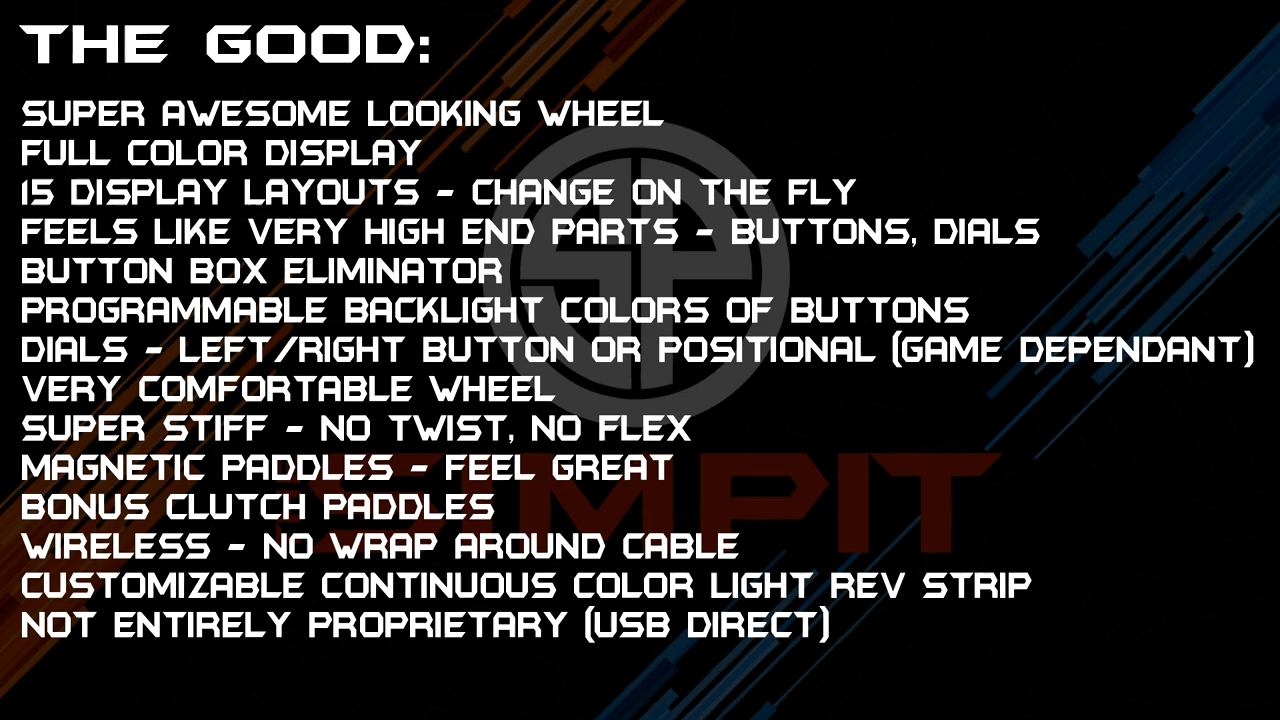 THE GOOD:
SUPER AWESOME LOOKING WHEEL
FULL COLOR DISPLAY
15 DISPLAY LAYOUTS - CHANGE ON THE FLY
FEELS LIKE VERY HIGH END PARTS - BUTTONS, DIALS
BUTTON BOX ELIMINATOR
PROGRAMMABLE BACKLIGHT COLORS OF BUTTONS
DIALS - LEFT/RIGHT BUTTON OR POSITIONAL (GAME DEPENDANT)
VERY COMFORTABLE WHEEL
SUPER STIFF - NO TWIST, NO FLEX
MAGNETIC PADDLES - FEEL GREAT
BONUS CLUTCH PADDLES
WIRELESS - NO WRAP AROUND CABLE
CUSTOMIZABLE CONTINUOUS COLOR LIGHT REV STRIP
NOT ENTIRELY PROPRIETARY (USB DIRECT)
SP
SIMPIT